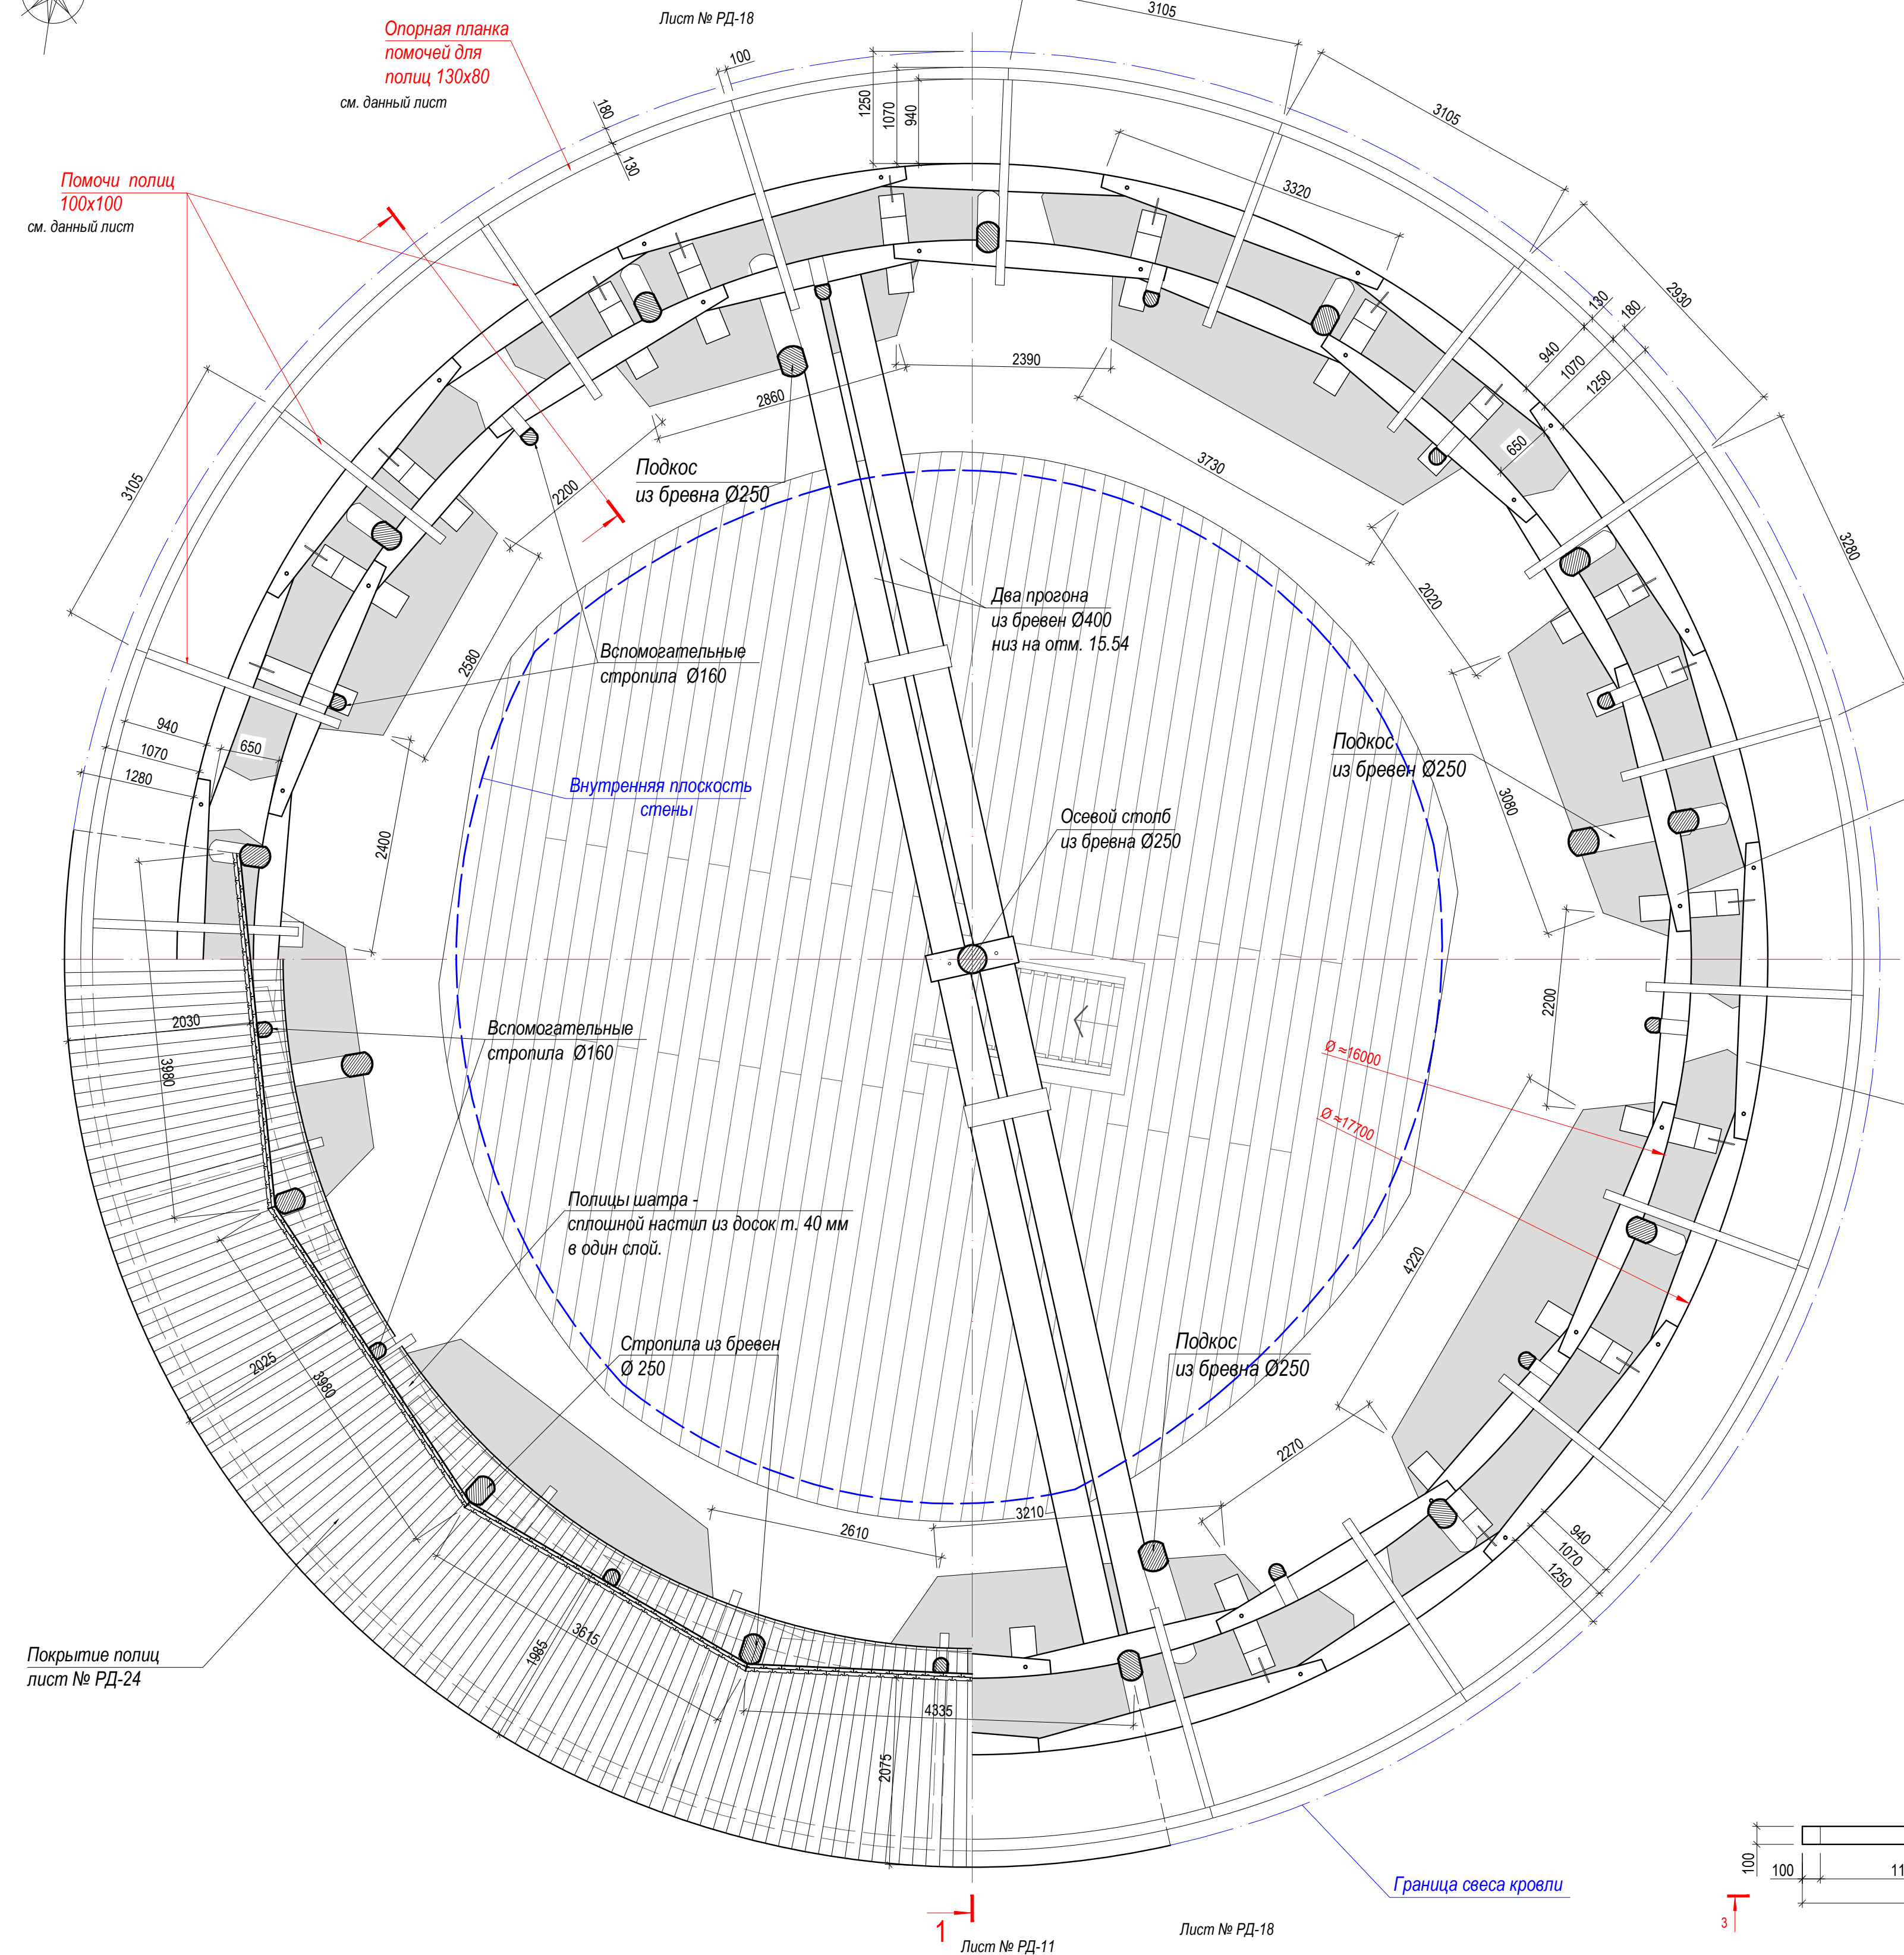 Лист № РД-18
3105
Опорная планка
помочей для
полиц 130х80
см. данный лист
100
180
130
1250
1070
940
3105
Помочи полиц
100х100
см. данный лист
3320
2930
130
180
940
1070
1250
650
2390
2860
3730
3280
3105
2200
Подкос
из бревна Ø250
2020
Два прогона
из бревен Ø400
низ на отм. 15.54
Вспомогательные
стропила Ø160
2580
940
1070
1280
650
Подкос
из бревен Ø250
Внутренняя плоскость
стены
3080
Осевой столб
из бревна Ø250
2400
2200
2030
3980
Вспомогательные
стропила Ø160
Ø ≈16000
Ø ≈17700
Полицы шатра -
сплошной настил из досок т. 40 мм
в один слой.
4220
Стропила из бревен
Ø 250
Подкос
из бревна Ø250
2025
3980
2270
3210
2610
940
1070
1250
Покрытие полиц
лист № РД-24
1985
3615
4335
2075
100
100
11
Граница свеса кровли
3
1
Лист № РД-18
Лист № РД-11